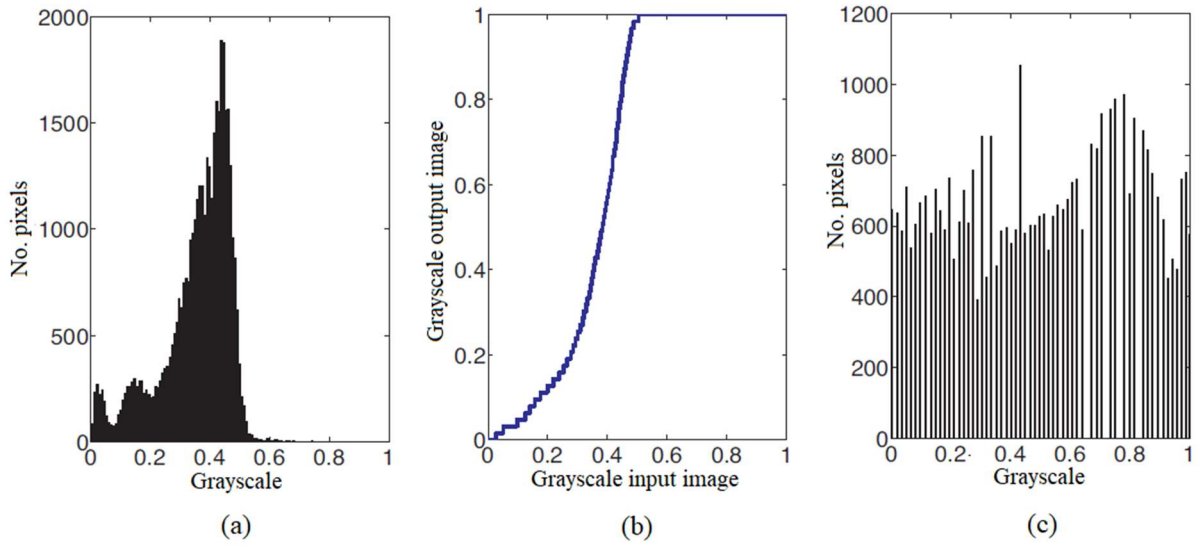 2000
1500
1000
500
0
0 0.2 0.4 0.6 0.8 1
No. pixels
Grayscale
(a)
1
0.8
0.6
0.4
0.2
0
0 0.2 0.4 0.6 0.8 1
Grayscale output image
Grayscale input image
(b)
1200
1000
800
600
400
200
0
0 0.2 0.4 0.6 0.8 1
No. pixels
Grayscale
(c)